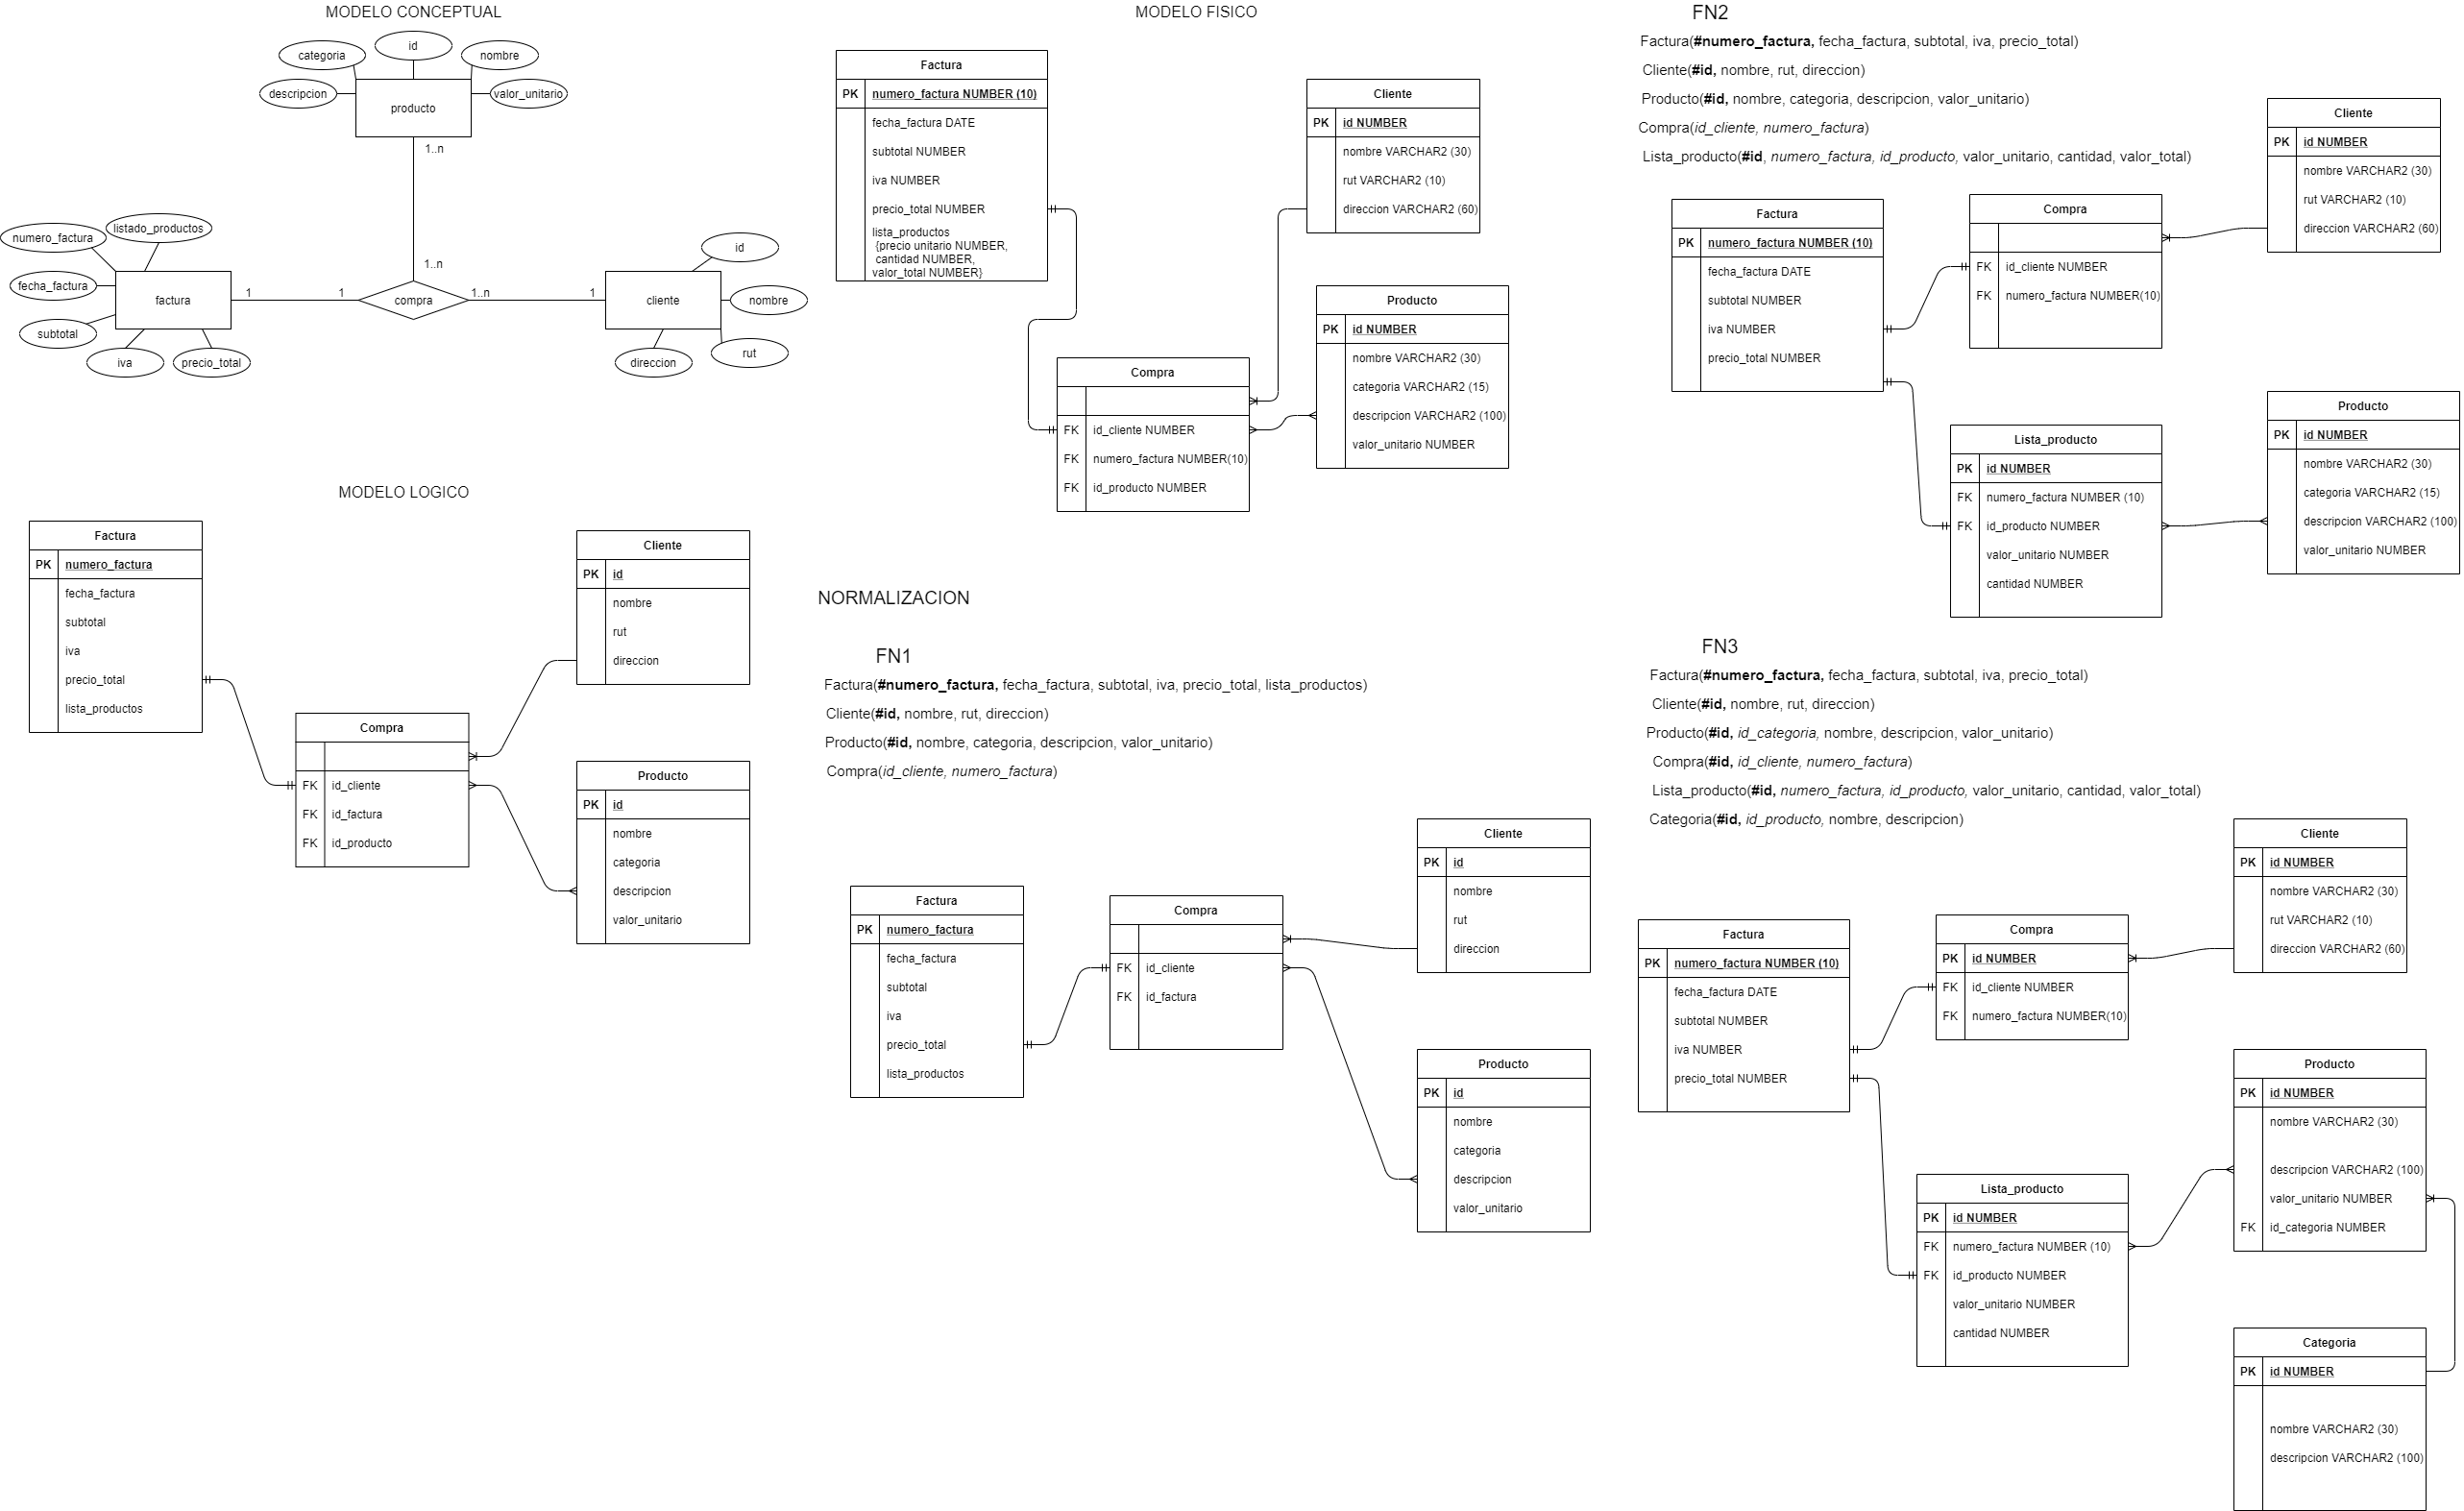 MODELO CONCEPTUAL
id
categoria
nombre
descripcion
valor_unitario
producto
1..n
numero_factura
listado_productos
fecha_factura
subtotal
iva
precio_total
factura
1
1
1..n
compra
1..n
1
cliente
id
nombre
rut
direccion
MODELO LOGICO
Factura
PK numero_factura
fecha_factura
subtotal
iva
precio_total
lista_productos
Compra
FK id_cliente
FK id_factura
FK id_producto
Cliente
PK id
nombre
rut
direccion
Producto
PK id
nombre
categoria
descripcion
valor_unitario
MODELO FISICO
Factura
PK numero_factura NUMBER (10)
fecha_factura DATE
subtotal NUMBER
iva NUMBER
precio_total NUMBER
lista_productos
{precio unitario NUMBER,
cantidad NUMBER,
valor_total NUMBER}
Cliente
PK id NUMBER
nombre VARCHAR2 (30)
rut VARCHAR2 (10)
direccion VARCHAR2 (60)
Producto
PK id NUMBER
nombre VARCHAR2 (30)
categoria VARCHAR2 (15)
descripcion VARCHAR2 (100)
valor_unitario NUMBER
Compra
FK id_cliente NUMBER
FK numero_factura NUMBER(10)
FK id_producto NUMBER
NORMALIZACION
FN1
Factura(#numero_factura, fecha_factura, subtotal, iva, precio_total, lista_productos)
Cliente(#id, nombre, rut, direccion)
Producto(#id, nombre, categoria, descripcion, valor_unitario)
Compra(id_cliente, numero_factura)
Factura
PK numero_factura
fecha_factura
subtotal
iva
precio_total
lista_productos
Compra
FK id_cliente
FK id_factura
Cliente
PK id
nombre
rut
direccion
Producto
PK id
nombre
categoria
descripcion
valor_unitario
FN2
Factura(#numero_factura, fecha_factura, subtotal, iva, precio_total)
Cliente(#id, nombre, rut, direccion)
Producto(#id, nombre, categoria, descripcion, valor_unitario)
Compra(id_cliente, numero_factura)
Lista_producto(#id, numero_factura, id_producto, valor_unitario, cantidad, valor_total)
Factura
PK numero_factura NUMBER (10)
fecha_factura DATE
subtotal NUMBER
iva NUMBER
precio_total NUMBER
Compra
FK id_cliente NUMBER
FK numero_factura NUMBER(10)
Cliente
PK id NUMBER
nombre VARCHAR2 (30)
rut VARCHAR2 (10)
direccion VARCHAR2 (60)
Lista_producto
PK id NUMBER
FK numero_factura NUMBER (10)
FK id_producto NUMBER
valor_unitario NUMBER
cantidad NUMBER
Producto
PK id NUMBER
nombre VARCHAR2 (30)
categoria VARCHAR2 (15)
descripcion VARCHAR2 (100)
valor_unitario NUMBER
FN3
Factura(#numero_factura, fecha_factura, subtotal, iva, precio_total)
Cliente(#id, nombre, rut, direccion)
Producto(#id, id_categoria, nombre, descripcion, valor_unitario)
Compra(#id, id_cliente, numero_factura)
Lista_producto(#id, numero_factura, id_producto, valor_unitario, cantidad, valor_total)
Categoria(#id, id_producto, nombre, descripcion)
Factura
PK numero_factura NUMBER (10)
fecha_factura DATE
subtotal NUMBER
iva NUMBER
precio_total NUMBER
Compra
PK id NUMBER
FK id_cliente NUMBER
FK numero_factura NUMBER(10)
Cliente
PK id NUMBER
nombre VARCHAR2 (30)
rut VARCHAR2 (10)
direccion VARCHAR2 (60)
Producto
PK id NUMBER
nombre VARCHAR2 (30)
descripcion VARCHAR2 (100)
valor_unitario NUMBER
FK id_categoria NUMBER
Lista_producto
PK id NUMBER
FK numero_factura NUMBER (10)
FK id_producto NUMBER
valor_unitario NUMBER
cantidad NUMBER
Categoria
PK id NUMBER
nombre VARCHAR2 (30)
descripcion VARCHAR2 (100)